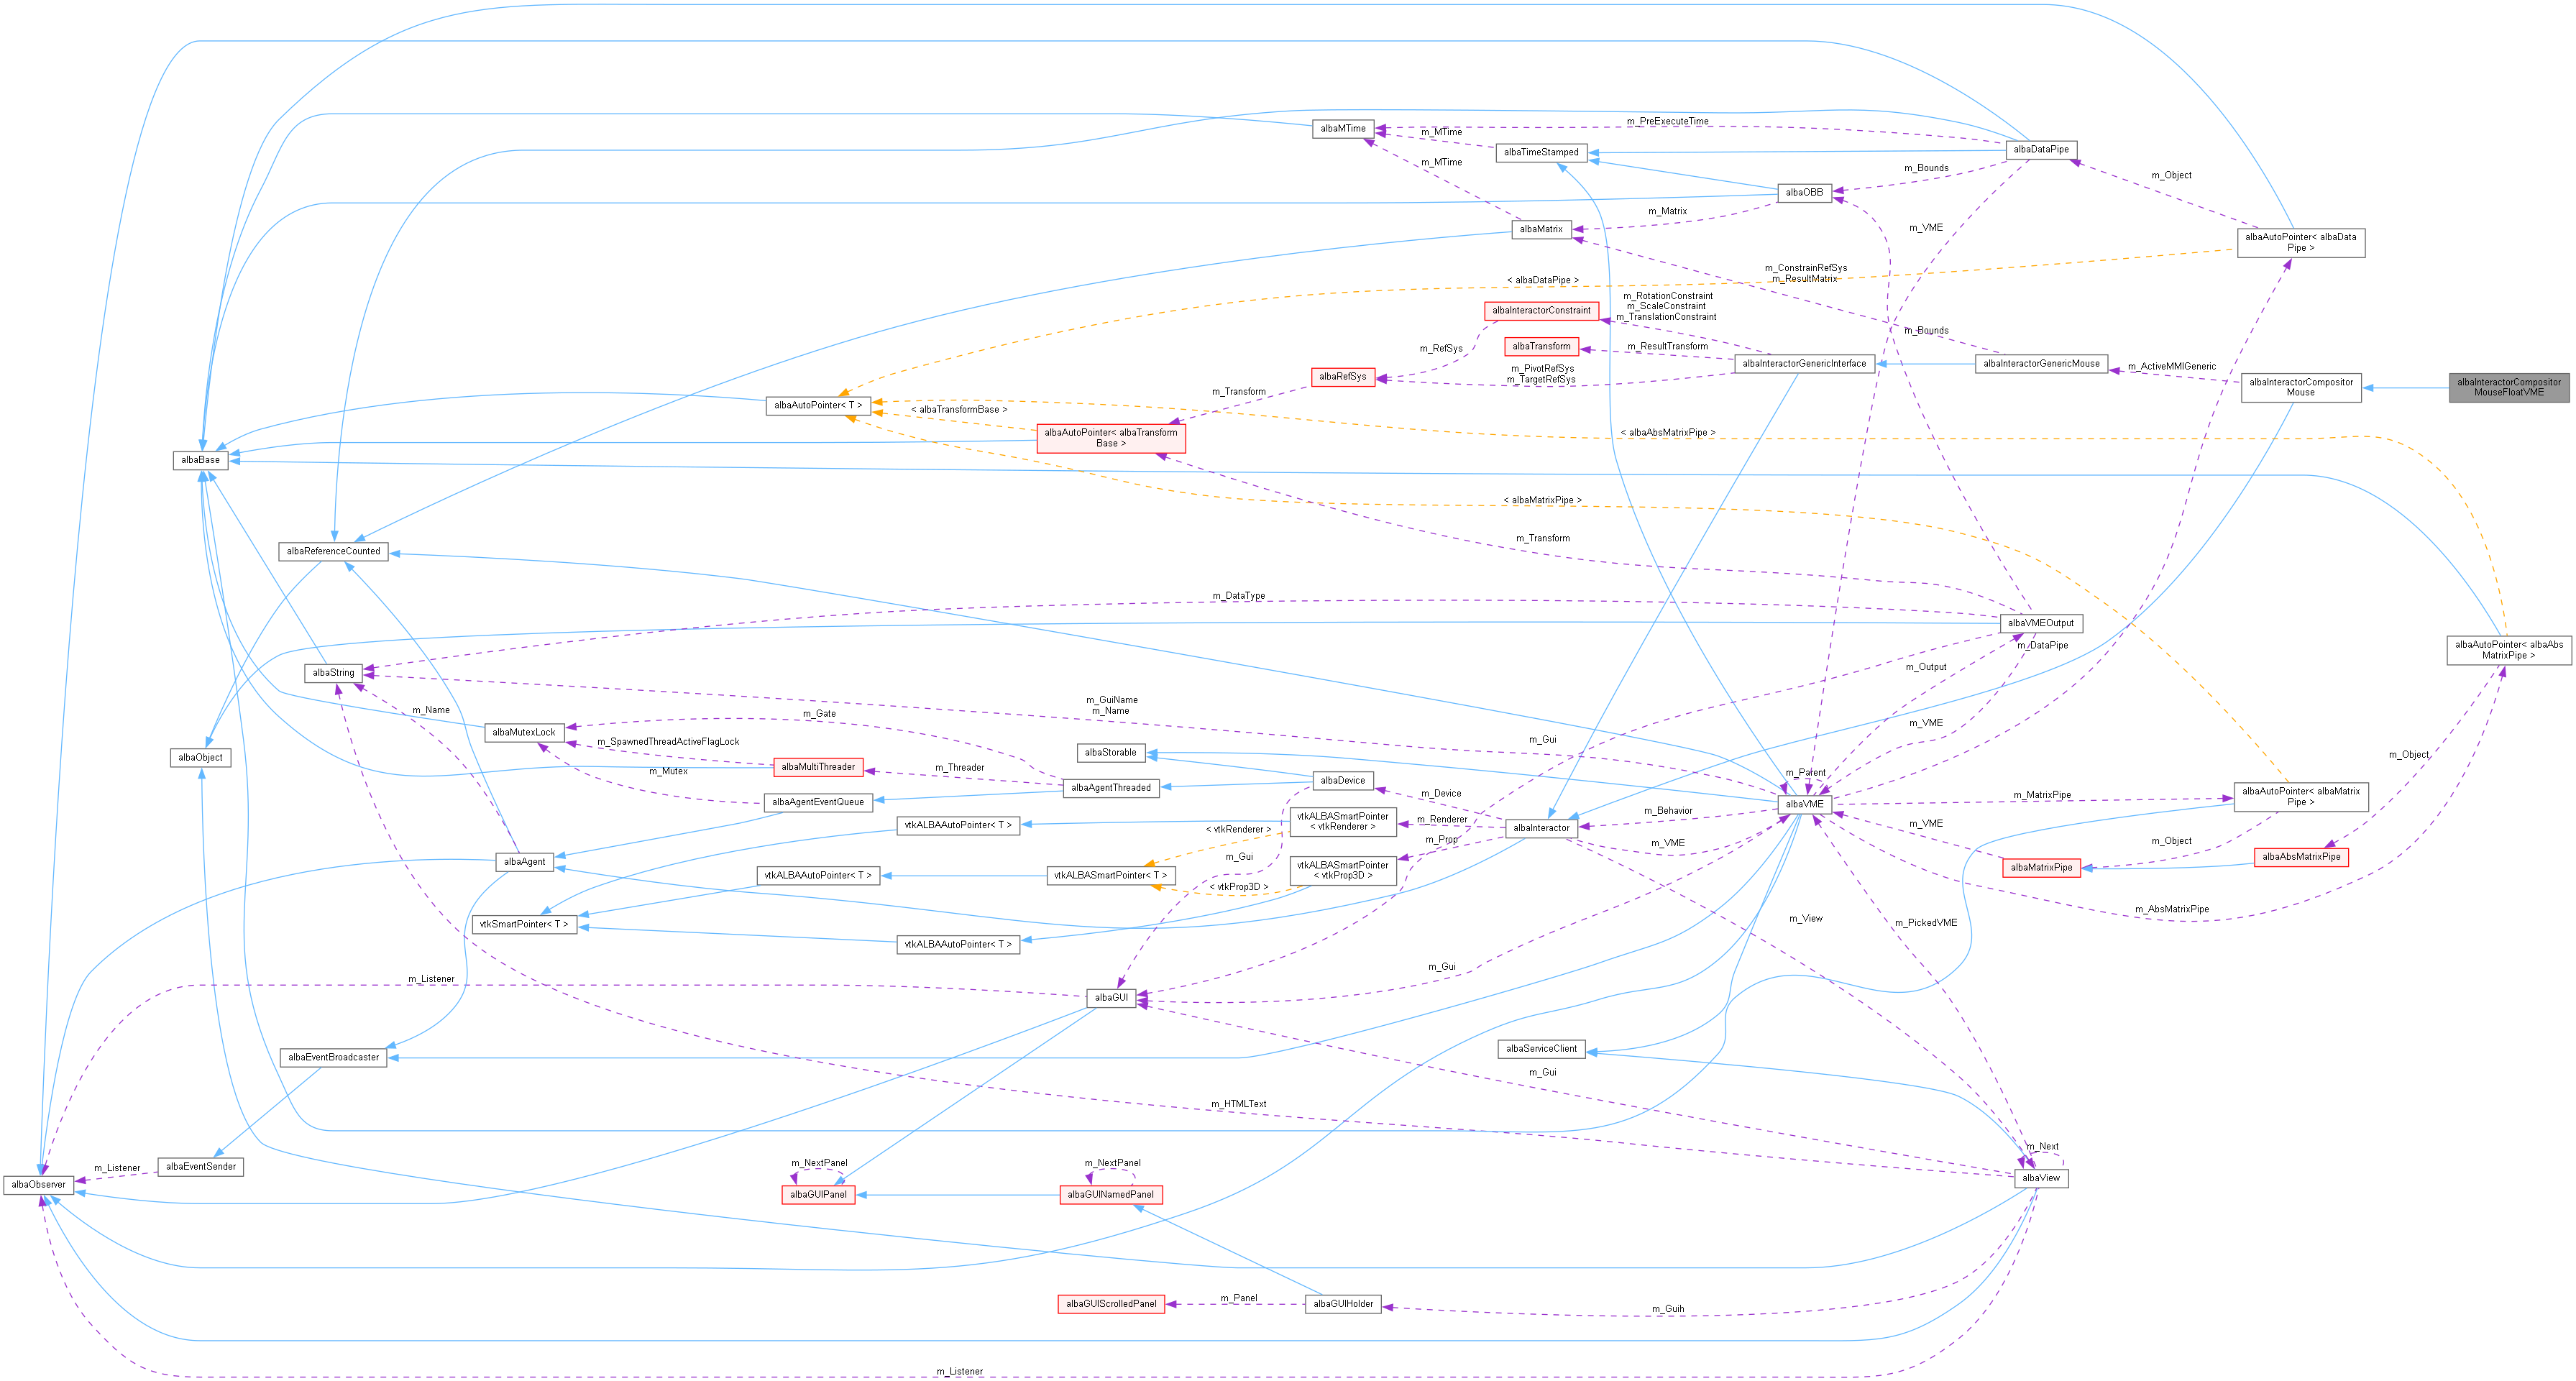 albaMTime
m_PreExecuteTime
m_MTime
albaTimeStamped
albaDataPipe
m_MTime
m_Bounds
m_Object
albaOBB
m_Matrix
albaMatrix
m_VME
albaAutoPointer< albaData
Pipe >
m_ConstrainRefSys
m_ResultMatrix
< albaDataPipe >
m_RotationConstraint
m_ScaleConstraint
m_TranslationConstraint
albaInteractorConstraint
m_Bounds
albaTransform
m_ResultTransform
m_RefSys
albaInteractorGenericInterface
albaInteractorGenericMouse
m_ActiveMMIGeneric
albaRefSys
m_PivotRefSys
m_TargetRefSys
albaInteractorCompositor
Mouse
albaInteractorCompositor
MouseFloatVME
m_Transform
albaAutoPointer< T >
< albaTransformBase >
albaAutoPointer< albaTransform
Base >
< albaAbsMatrixPipe >
albaBase
< albaMatrixPipe >
m_Transform
albaReferenceCounted
m_DataType
albaVMEOutput
albaAutoPointer< albaAbs
MatrixPipe >
m_DataPipe
albaString
m_Output
m_GuiName
m_Name
m_Name
m_Gate
m_VME
albaMutexLock
m_Gui
m_SpawnedThreadActiveFlagLock
albaStorable
m_Object
albaObject
albaMultiThreader
m_Threader
m_Mutex
albaDevice
m_Parent
albaAgentThreaded
m_Device
albaAgentEventQueue
albaVME
m_MatrixPipe
albaAutoPointer< albaMatrix
Pipe >
m_Behavior
vtkALBASmartPointer
< vtkRenderer >
m_Renderer
vtkALBAAutoPointer< T >
< vtkRenderer >
albaInteractor
m_VME
m_Prop
m_VME
m_Object
albaAbsMatrixPipe
albaAgent
m_Gui
vtkALBASmartPointer
< vtkProp3D >
albaMatrixPipe
vtkALBAAutoPointer< T >
vtkALBASmartPointer< T >
< vtkProp3D >
m_AbsMatrixPipe
m_View
m_PickedVME
vtkSmartPointer< T >
vtkALBAAutoPointer< T >
m_Gui
m_Listener
albaGUI
albaEventBroadcaster
albaServiceClient
m_Gui
m_HTMLText
m_Next
albaEventSender
m_Listener
m_NextPanel
m_NextPanel
albaView
albaObserver
albaGUIPanel
albaGUINamedPanel
albaGUIScrolledPanel
m_Panel
albaGUIHolder
m_Guih
m_Listener